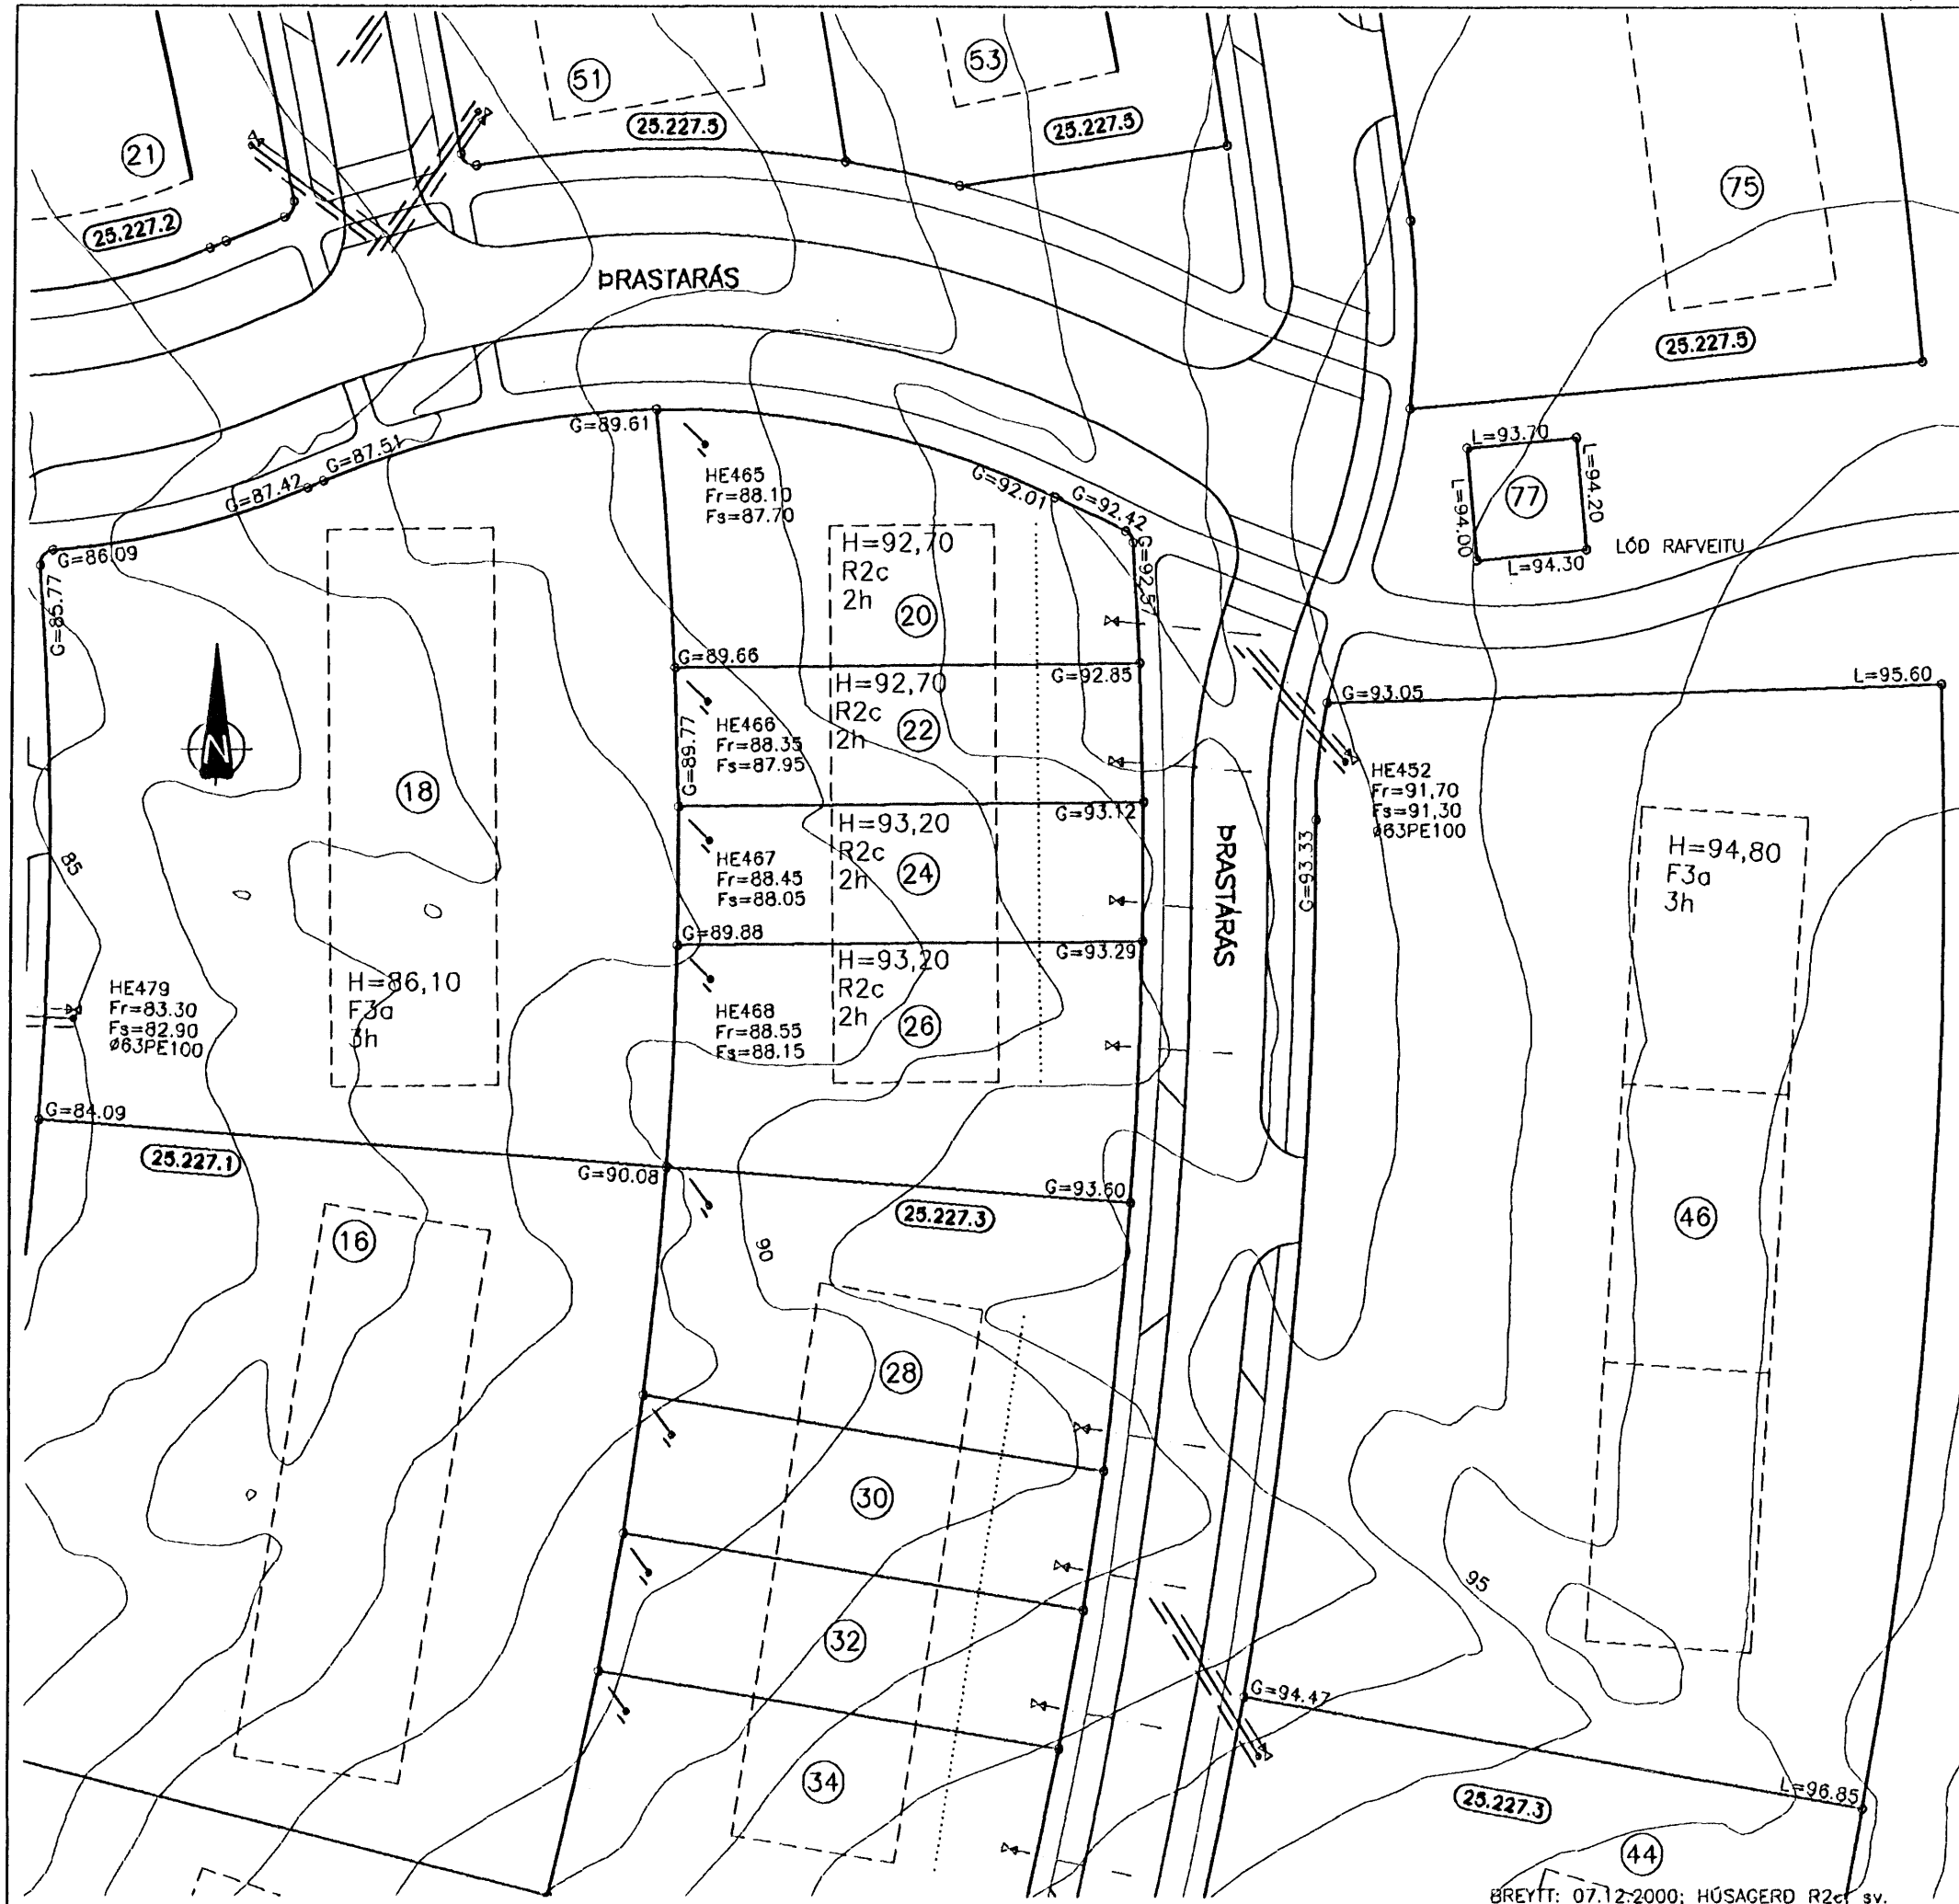 51
53
25.227.5
25.227.5
21
75
25.227.2
ÞRASTARÁS
25.227.5
G=89.61
L=93.70
G=87.51
G=87.42
HE465
Fr=88.10
Fs=87.70
G=92.01
G=92.42
77
L=94.20
L=94.00
LÓÐ RAFVEITU
L=94.30
G=86.09
G=85.77
H=92,70
R2c
2h
20
G=92.57
G=89.66
G=92.85
G=93.05
L=95.60
N
18
G=89.77
HE466
Fr=88.35
Fs=87.95
H=92,70
R2c
2h
22
HE452
Fr=91,70
Fs=91,30
Ø63PE100
G=93.12
85
HE467
Fr=88.45
Fs=88.05
H=93,20
R2c
2h
24
ÞRASTARÁS
G=93.33
H=94,80
F3a
3h
G=89.88
G=93.29
HE479
Fr=83.30
Fs=82.90
Ø63PE100
H=86,10
F3a
3h
HE468
Fr=88.55
Fs=88.15
H=93,20
R2c
2h
26
G=84.09
25.227.1
G=90.08
G=93.60
25.227.3
16
90
46
28
30
95
32
G=94.47
34
L=96.85
25.227.3
44
BREYTT: 07.12.2000; HÚSAGERÐ R2c, sv.